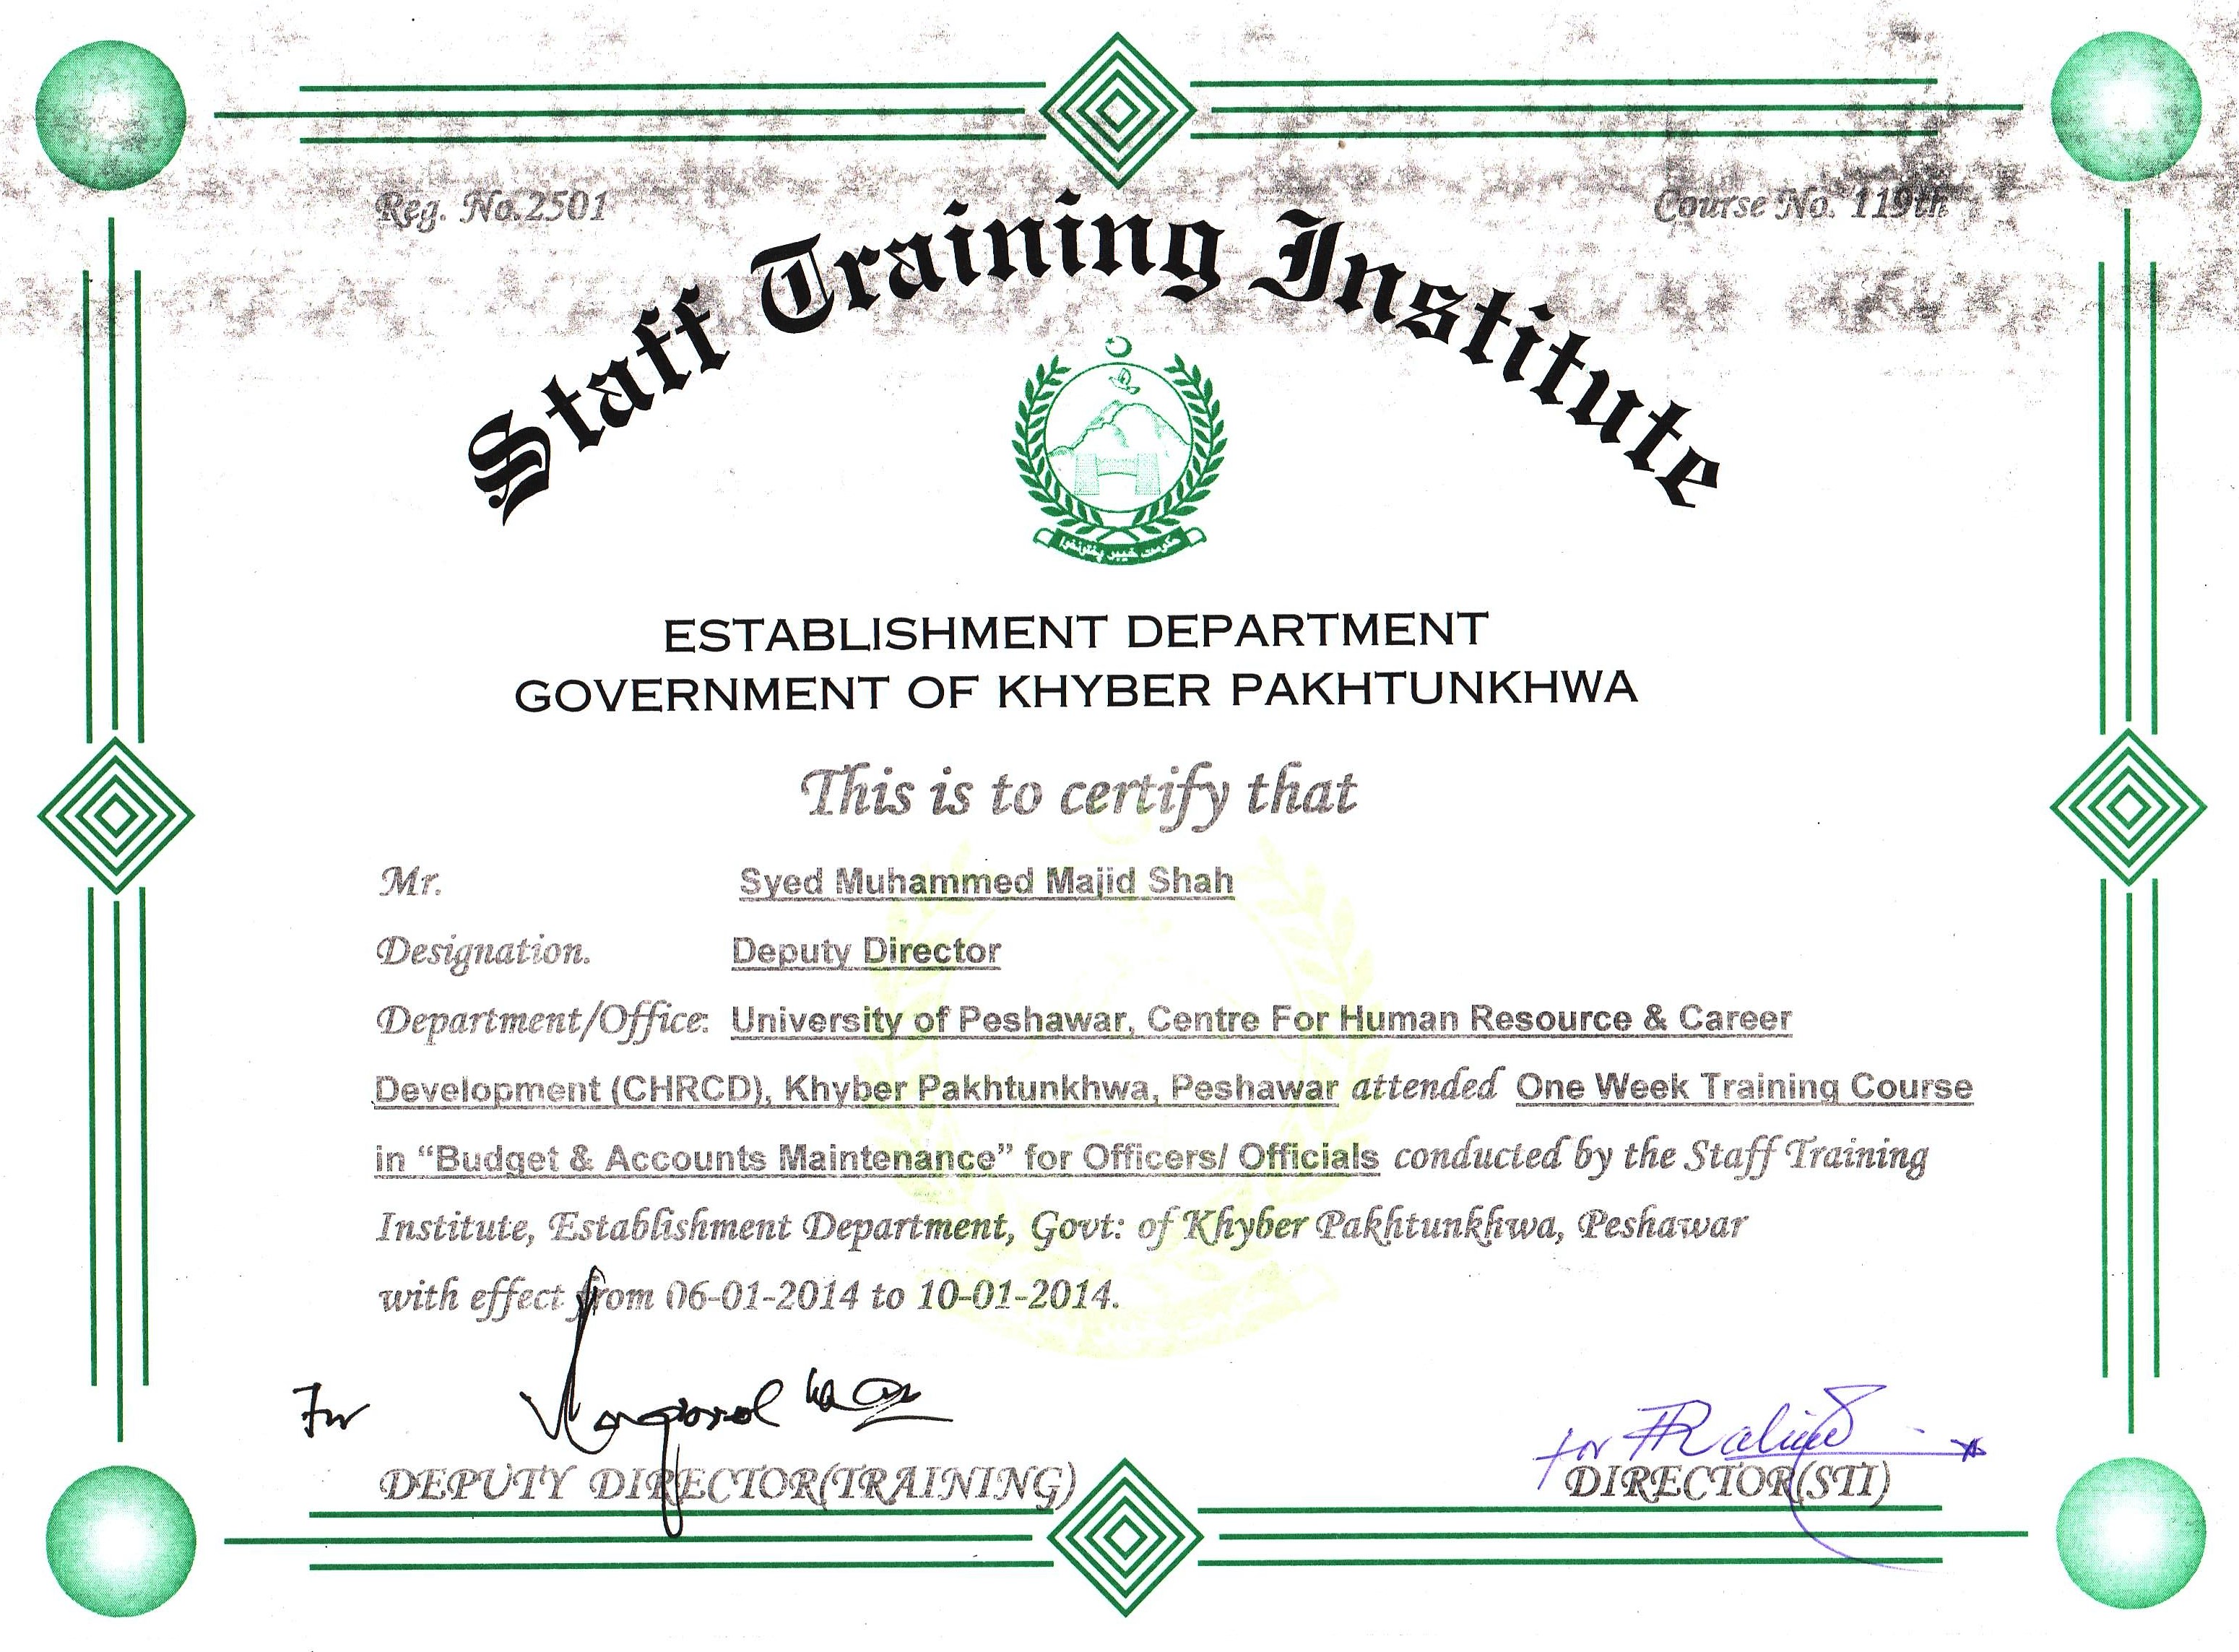 Reg. No.2501
Course No. 119th
Staff Training Institute
حکومت خیبر پختونخوا
ESTABLISHMENT DEPARTMENT
GOVERNMENT OF KHYBER PAKHTUNKHWA
This is to certify that
Mr. Syed Muhammed Majid Shah
Designation. Deputy Director
Department/Office: University of Peshawar, Centre For Human Resource & Career
Development (CHRCD), Khyber Pakhtunkhwa, Peshawar attended One Week Training Course
in “Budget & Accounts Maintenance” for Officers/ Officials conducted by the Staff Training
Institute, Establishment Department, Govt: of Khyber Pakhtunkhwa, Peshawar
with effect from 06-01-2014 to 10-01-2014.
For
for
DEPUTY DIRECTOR(TRAINING)
DIRECTOR(STI)